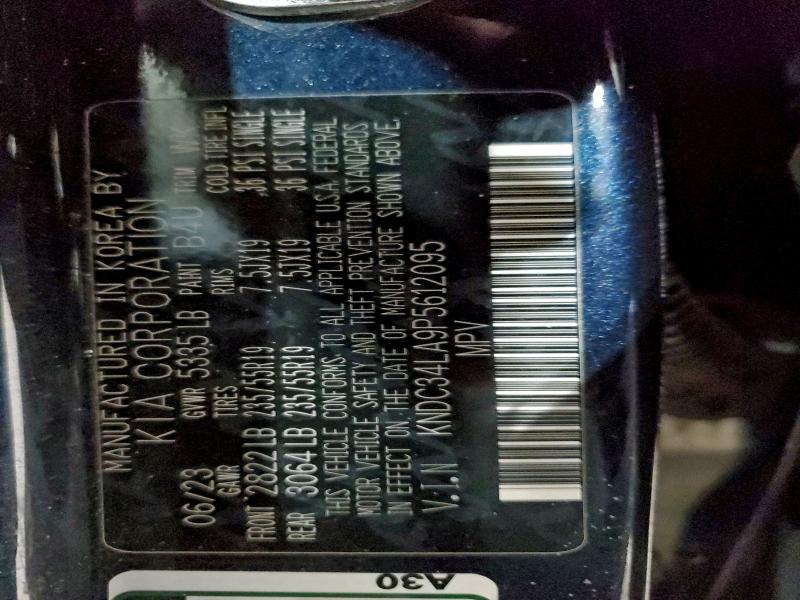 MANUFACTURED IN KOREA BY
KIA CORPORATION
06/23 GVWR 5335 LB PAINT B4U TRIM WK
GAWR TIRES RIMS COLD TIRE INFL
FRONT 2822 LB 235/55R19 7.5JX19 36 PSI SINGLE
REAR 3064 LB 235/55R19 7.5JX19 36 PSI SINGLE
THIS VEHICLE CONFORMS TO ALL APPLICABLE U.S.A. FEDERAL
MOTOR VEHICLE SAFETY AND THEFT PREVENTION STANDARDS
IN EFFECT ON THE DATE OF MANUFACTURE SHOWN ABOVE.
V.I.N KNDC34LA9P5612095
MPV
A30